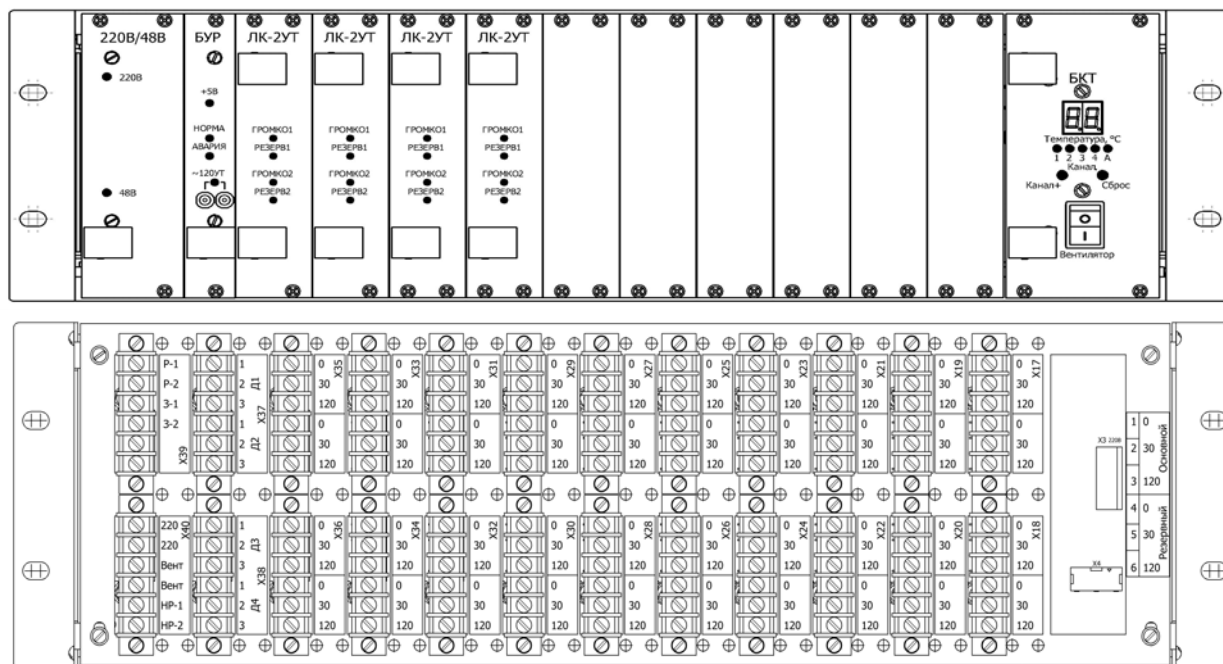 220В/48В
220В
48В
БУР
+5В
НОРМА
АВАРИЯ
~120УТ
ЛК-2УТ
ГРОМКО1
РЕЗЕРВ1
ГРОМКО2
РЕЗЕРВ2
ЛК-2УТ
ГРОМКО1
РЕЗЕРВ1
ГРОМКО2
РЕЗЕРВ2
ЛК-2УТ
ГРОМКО1
РЕЗЕРВ1
ГРОМКО2
РЕЗЕРВ2
ЛК-2УТ
ГРОМКО1
РЕЗЕРВ1
ГРОМКО2
РЕЗЕРВ2
БКТ
88
Температура, °С
1 2 3 4 А
Канал
Канал+
Сброс
О
I
Вентилятор
Р-1
Р-2
З-1
З-2
Х39
1
2 Д1
3
Х37
1
2 Д2
3
0
30
120
0
30
120
Х35
0
30
120
0
30
120
Х33
0
30
120
0
30
120
Х31
0
30
120
0
30
120
Х29
0
30
120
0
30
120
Х27
0
30
120
0
30
120
Х25
0
30
120
0
30
120
Х23
0
30
120
0
30
120
Х21
0
30
120
0
30
120
Х19
0
30
120
0
30
120
Х17
220
220
Вент
Вент
НР-1
НР-2
Х40
1
2 Д3
3
Х38
1
2 Д4
3
0
30
120
0
30
120
Х36
0
30
120
0
30
120
Х34
0
30
120
0
30
120
Х32
0
30
120
0
30
120
Х30
0
30
120
0
30
120
Х28
0
30
120
0
30
120
Х26
0
30
120
0
30
120
Х24
0
30
120
0
30
120
Х22
0
30
120
0
30
120
Х20
0
30
120
0
30
120
Х18
Х3 220В
Х4
1 0
2 30
3 120
Основной
4 0
5 30
6 120
Резервный